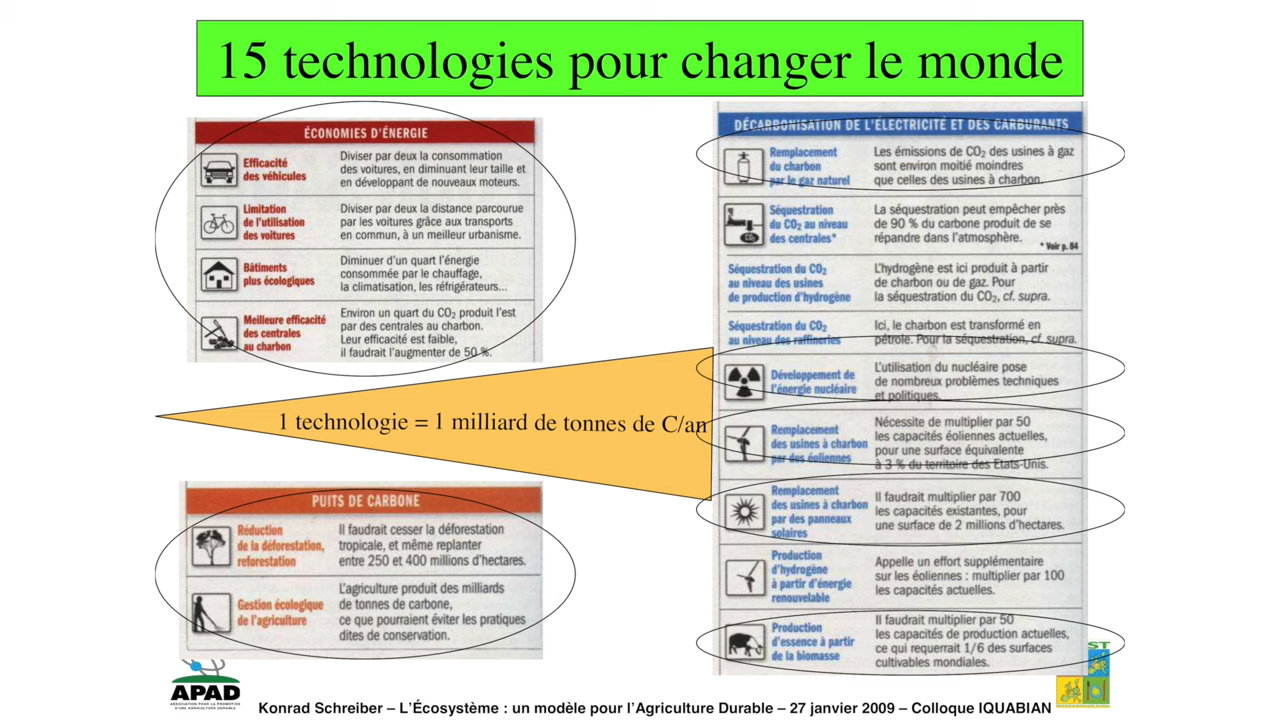 15 technologies pour changer le monde
ÉCONOMIES D'ÉNERGIE
Efficacité
des véhicules
Diviser par deux la consommation
des voitures, en diminuant leur taille et
en développant de nouveaux moteurs.
Limitation
de l'utilisation
des voitures
Diviser par deux la distance parcourue
par les voitures grâce aux transports
en commun, à un meilleur urbanisme.
Bâtiments
plus écologiques
Diminuer d'un quart l'énergie
consommée par le chauffage,
la climatisation, les réfrigérateurs...
Meilleure efficacité
des centrales
au charbon
Environ un quart du CO₂ produit l'est
par des centrales au charbon.
Leur efficacité est faible,
il faudrait l'augmenter de 50 %.
1 technologie = 1 milliard de tonnes de C/an
PUITS DE CARBONE
Réduction
de la déforestation,
reforestation
Il faudrait cesser la déforestation
tropicale, et même replanter
entre 250 et 400 millions d'hectares.
Gestion écologique
de l'agriculture
L'agriculture produit des milliards
de tonnes de carbone,
ce que pourraient éviter les pratiques
dites de conservation.
DÉCARBONISATION DE L'ÉLECTRICITÉ ET DES CARBURANTS
Remplacement
du charbon
par le gaz naturel
Les émissions de CO₂ des usines à gaz
sont environ moitié moindres
que celles des usines à charbon.
Séquestration
du CO₂ au niveau
des centrales*
La séquestration peut empêcher près
de 90 % du carbone produit de se
répandre dans l'atmosphère.
* Voir p. 84
Séquestration du CO₂
au niveau des usines
de production d'hydrogène
L'hydrogène est ici produit à partir
de charbon ou de gaz. Pour
la séquestration du CO₂, cf. supra.
Séquestration du CO₂
au niveau des raffineries
Ici, le charbon est transformé en
pétrole. Pour la séquestration, cf. supra.
Développement de
l'énergie nucléaire
L'utilisation du nucléaire pose
de nombreux problèmes techniques
et politiques.
Remplacement
des usines à charbon
par des éoliennes
Nécessite de multiplier par 50
les capacités éoliennes actuelles,
pour une surface équivalente
à 3 % du territoire des Etats-Unis.
Remplacement
des usines à charbon
par des panneaux
solaires
Il faudrait multiplier par 700
les capacités existantes, pour
une surface de 2 millions d'hectares.
Production
d'hydrogène
à partir d'énergie
renouvelable
Appelle un effort supplémentaire
sur les éoliennes : multiplier par 100
les capacités actuelles.
Production
d'essence à partir
de la biomasse
Il faudrait multiplier par 50
les capacités de production actuelles,
ce qui requerrait 1/6 des surfaces
cultivables mondiales.
CO₂
APAD
ASSOCIATION POUR LA PROMOTION
D'UNE AGRICULTURE DURABLE
ST
Konrad Schreiber – L'Écosystème : un modèle pour l'Agriculture Durable – 27 janvier 2009 – Colloque IQUABIAN